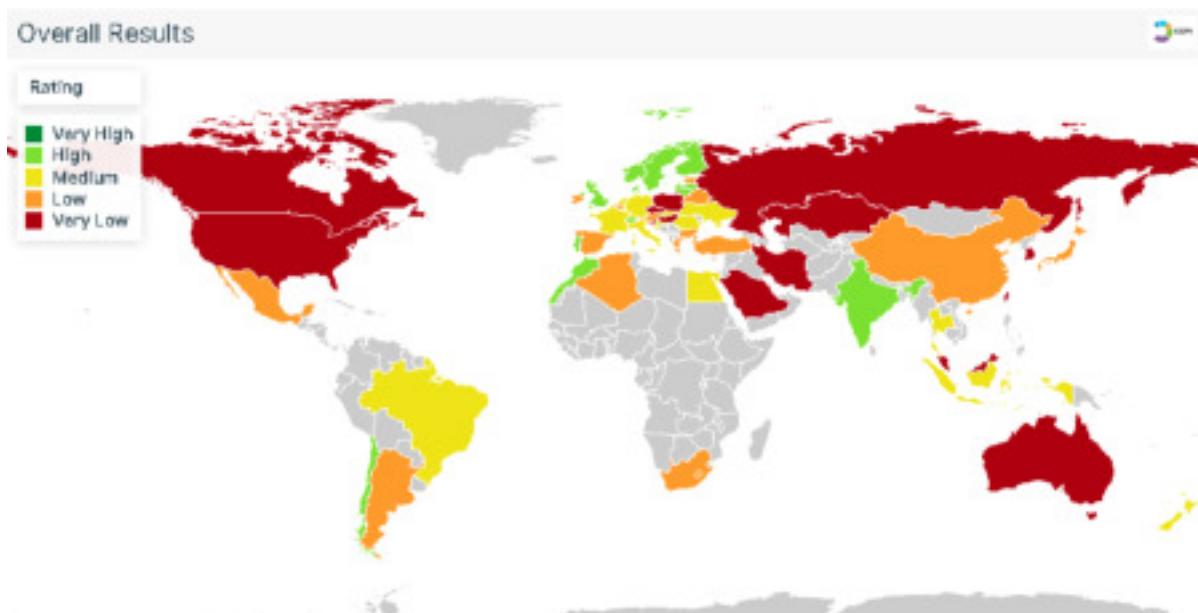 Overall Results
Rating
Very High
High
Medium
Low
Very Low